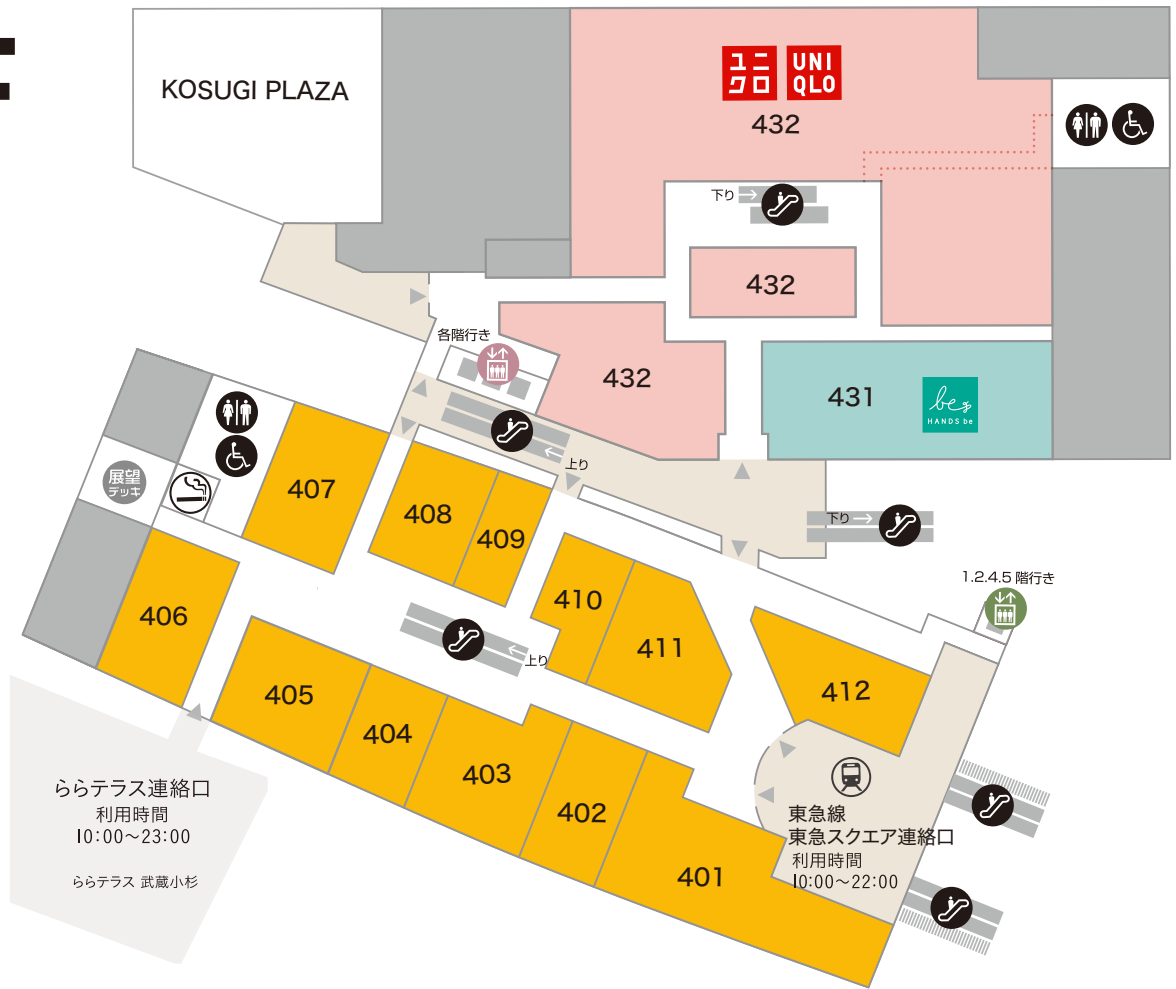 KOSUGI PLAZA
ユニ
クロ
UNI
QLO
432
下り
432
各階行き
432
431
be
HANDS be
上り
展望
デッキ
407
408
409
下り
1.2.4.5 階行き
406
410
411
上り
412
405
404
403
402
401
ららテラス連絡口
利用時間
10:00～23:00
ららテラス 武蔵小杉
東急線
東急スクエア連絡口
利用時間
10:00～22:00